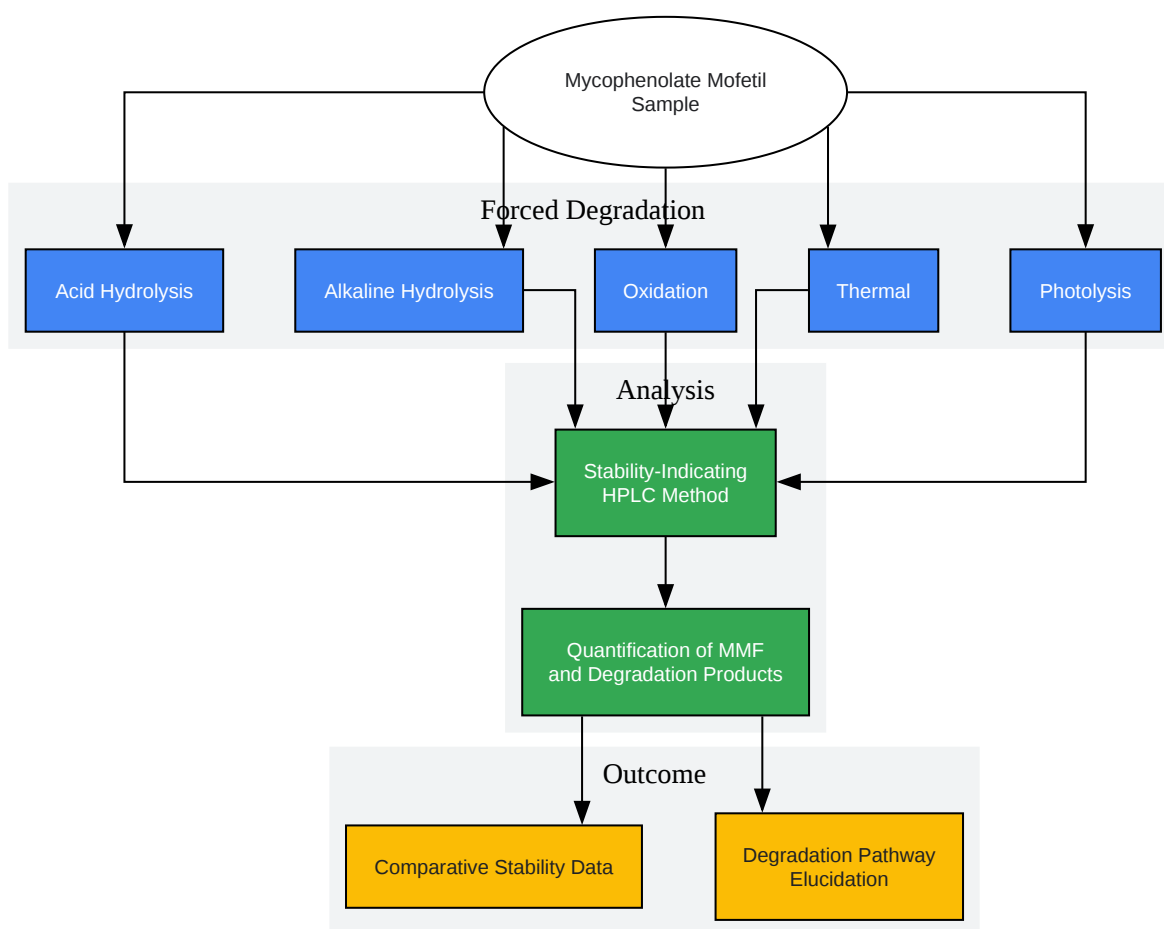 Mycophenolate Mofetil
Sample
Forced Degradation
Acid Hydrolysis
Alkaline Hydrolysis
Oxidation
Thermal
Photolysis
Analysis
Stability-Indicating
HPLC Method
Quantification of MMF
and Degradation Products
Outcome
Comparative Stability Data
Degradation Pathway
Elucidation